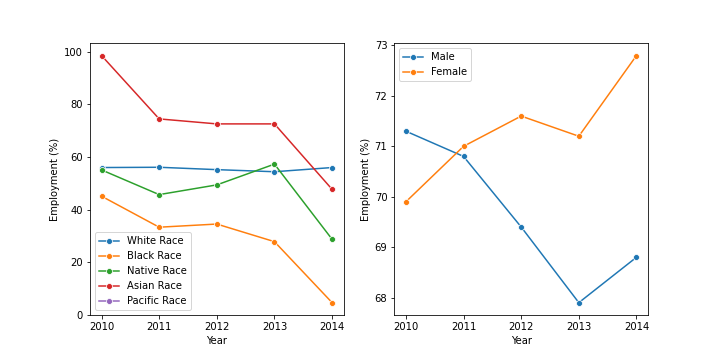 100
80
60
40
20
0
Employment (%)
White Race
Black Race
Native Race
Asian Race
Pacific Race
2010 2011 2012 2013 2014
Year
73
72
71
70
69
68
Employment (%)
Male
Female
2010 2011 2012 2013 2014
Year